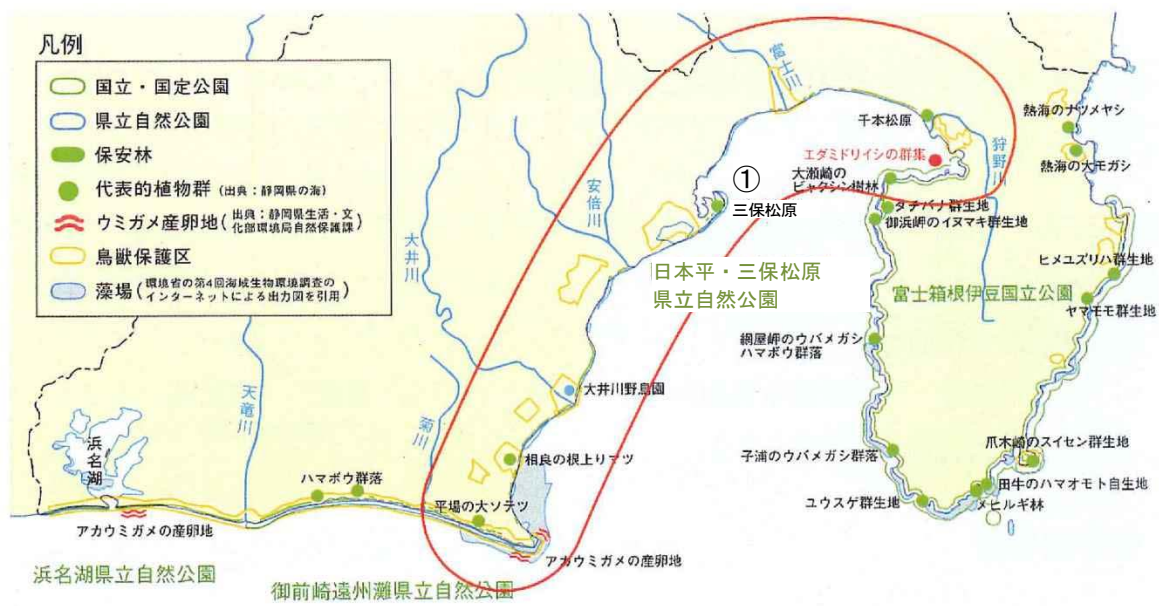 凡例
国立・国定公園
県立自然公園
保安林
代表的植物群（出典：静岡県の海）
ウミガメ産卵地（出典：静岡県生活・文
化部環境局自然保護課）
鳥獣保護区
藻場（環境省の第4回海域生物環境調査の
インターネットによる出力図を引用）
富士川
千本松原
エダミドリイシの群集
狩野川
熱海のナツメヤシ
熱海の大モガシ
①
三保松原
大瀬崎の
ビャクシン樹林
タチバナ群生地
御浜岬のイヌマキ群生地
安倍川
大井川
日本平・三保松原
県立自然公園
ヒメユズリハ群生地
富士箱根伊豆国立公園
ヤマモモ群生地
網屋岬のウバメガシ
ハマボウ群落
大井川野鳥園
天竜川
菊川
浜名湖
相良の根上りマツ
子浦のウバメガシ群落
爪木崎のスイセン群生地
ハマボウ群落
平場の大ソテツ
田牛のハマオモト自生地
ユウスゲ群生地
メヒルギ林
アカウミガメの産卵地
アカウミガメの産卵地
浜名湖県立自然公園
御前崎遠州灘県立自然公園